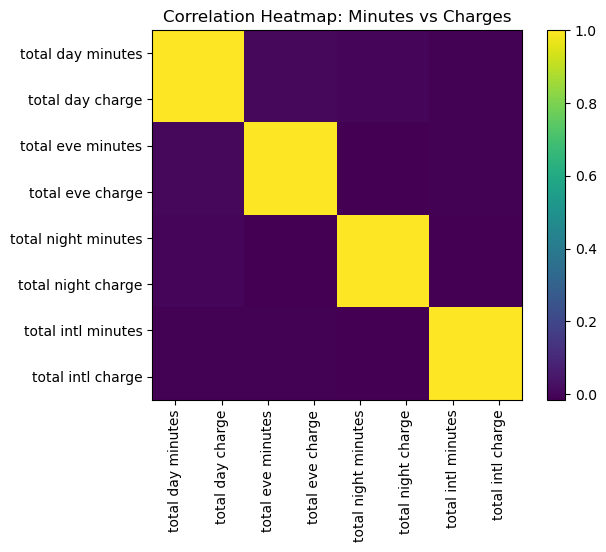 Correlation Heatmap: Minutes vs Charges
total day minutes
total day charge
total eve minutes
total eve charge
total night minutes
total night charge
total intl minutes
total intl charge
total day minutes
total day charge
total eve minutes
total eve charge
total night minutes
total night charge
total intl minutes
total intl charge
1.0
0.8
0.6
0.4
0.2
0.0